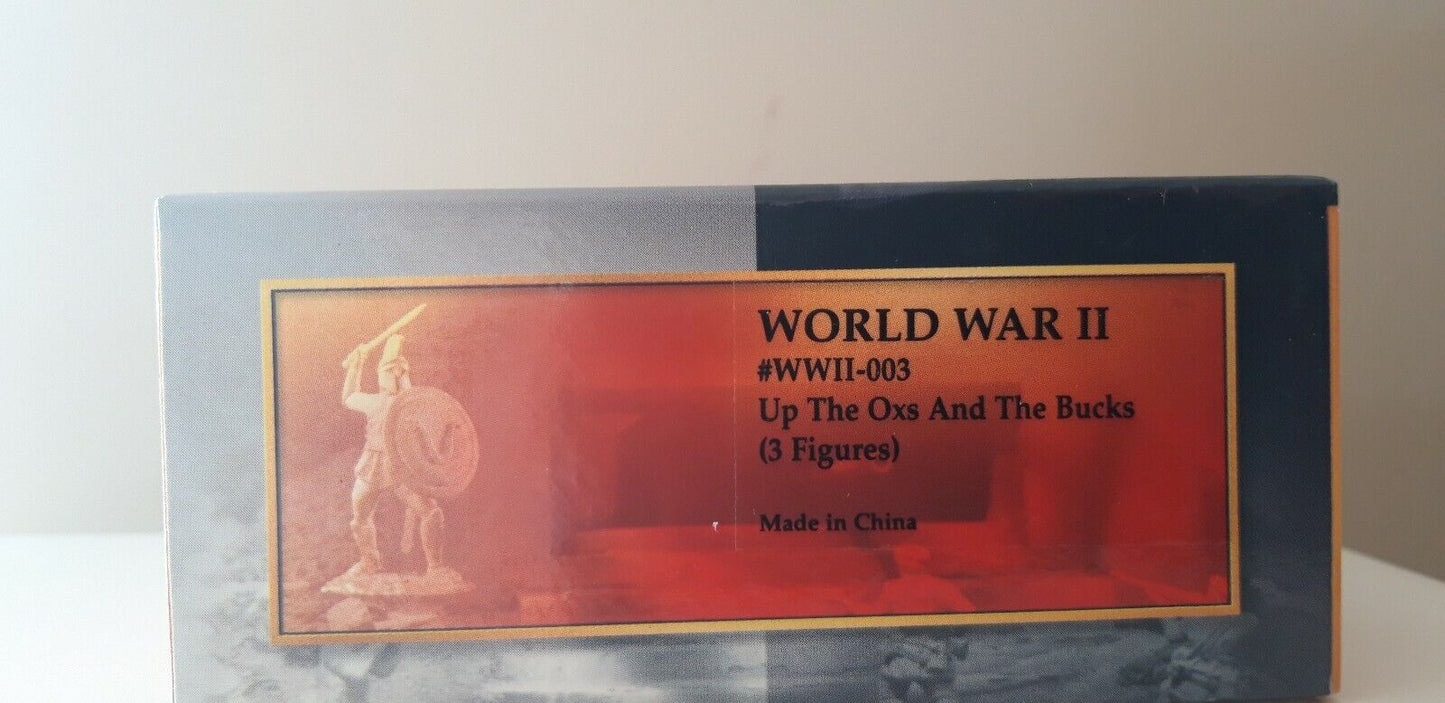 WORLD WAR II
#WWII-003
Up The Oxs And The Bucks
(3 Figures)
Made in China